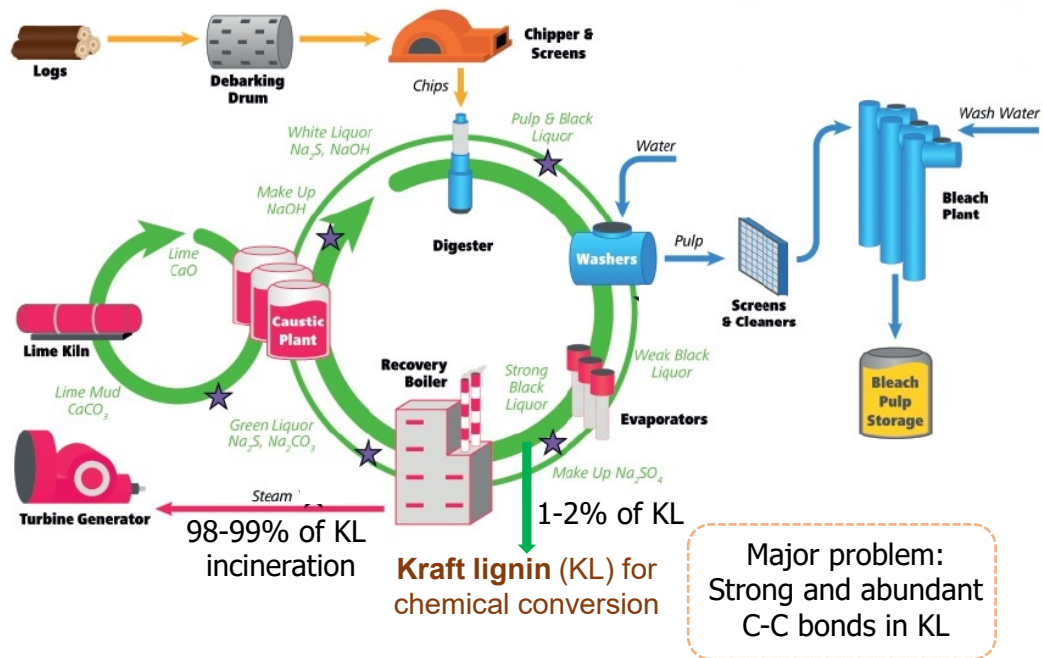 Logs
Debarking
Drum
Chipper &
Screens
Chips
White Liquor
Na₂S, NaOH
Pulp & Black
Liquor
Water
Wash Water
Make Up
NaOH
Bleach
Plant
Digester
Lime
CaO
Washers
Pulp
Screens
& Cleaners
Caustic
Plant
Lime Kiln
Recovery
Boiler
Strong
Black
Liquor
Weak Black
Liquor
Evaporators
Bleach
Pulp
Storage
Lime Mud
CaCO₃
Green Liquor
Na₂S, Na₂CO₃
Make Up Na₂SO₄
Steam
Turbine Generator
98-99% of KL
incineration
1-2% of KL
Kraft lignin (KL) for
chemical conversion
Major problem:
Strong and abundant
C-C bonds in KL